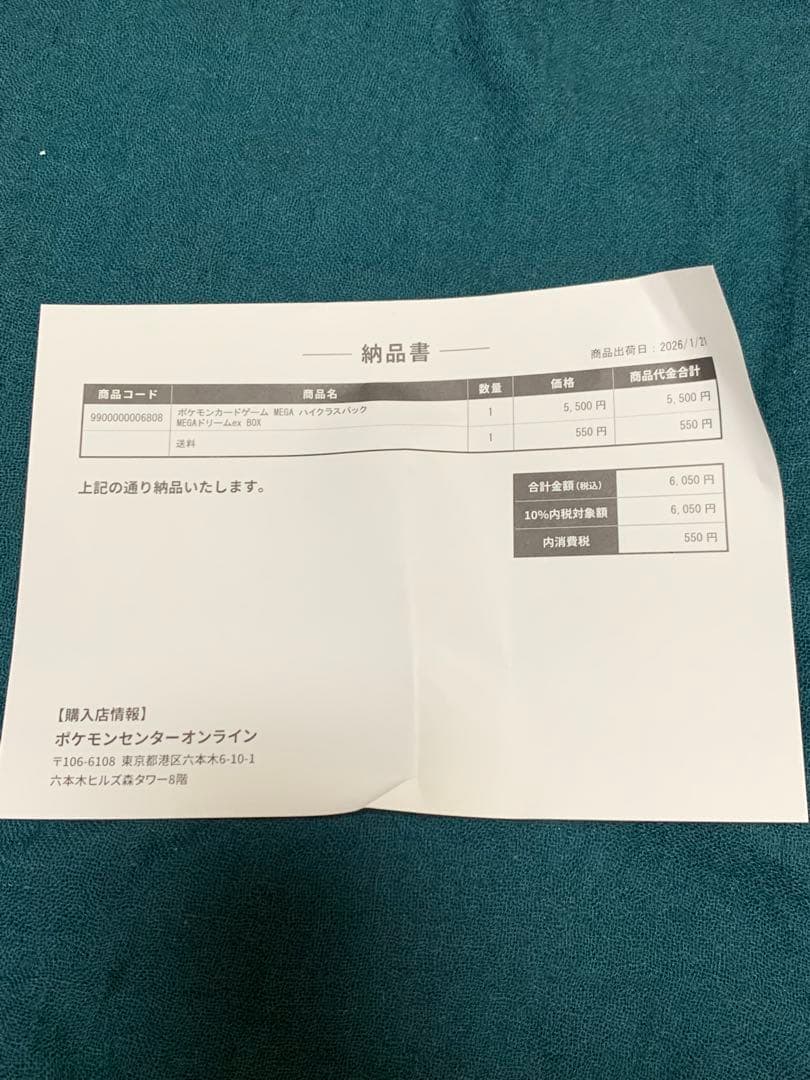 納品書
商品出荷日：2026/1/21
商品コード 商品名 数量 価格 商品代金合計
9900000006808 ポケモンカードゲーム MEGA ハイクラスパック 1 5,500 円 5,500 円
MEGAドリームex BOX
送料 1 550 円 550 円
上記の通り納品いたします。
合計金額(税込) 6,050 円
10%内税対象額 6,050 円
内消費税 550 円
【購入店情報】
ポケモンセンターオンライン
〒106-6108 東京都港区六本木6-10-1
六本木ヒルズ森タワー8階